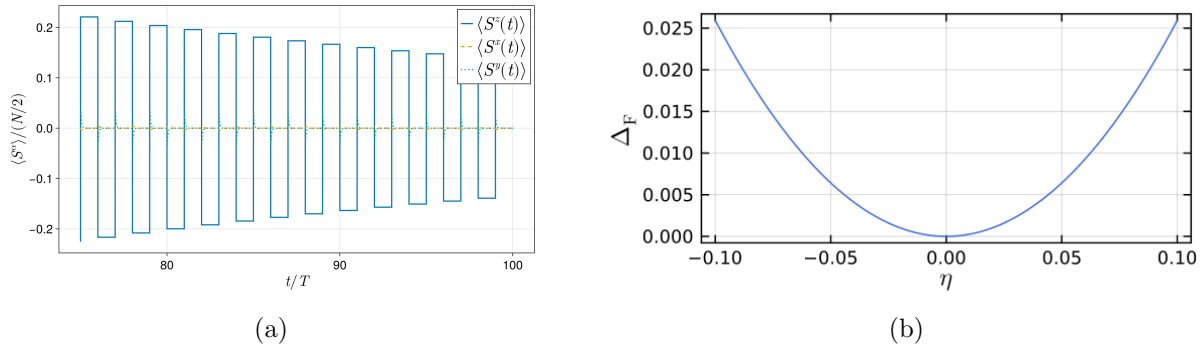 0.2
0.1
0.0
−0.1
−0.2
⟨S^α⟩/(N/2)
⟨S^z(t)⟩
⟨S^x(t)⟩
⟨S^y(t)⟩
80
90
100
t/T
(a)
0.025
0.020
0.015
0.010
0.005
0.000
Δ_F
−0.10
−0.05
0.00
0.05
0.10
η
(b)